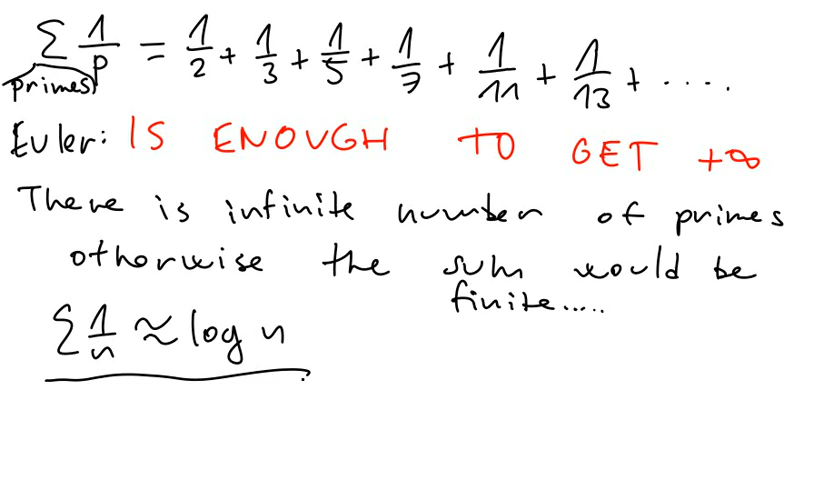 ∑ 1/p = 1/2 + 1/3 + 1/5 + 1/7 + 1/11 + 1/13 + ....
primes
Euler: IS ENOUGH TO GET +∞
There is infinite number of primes
otherwise the sum would be
finite.....
∑ 1/n ≈ log n